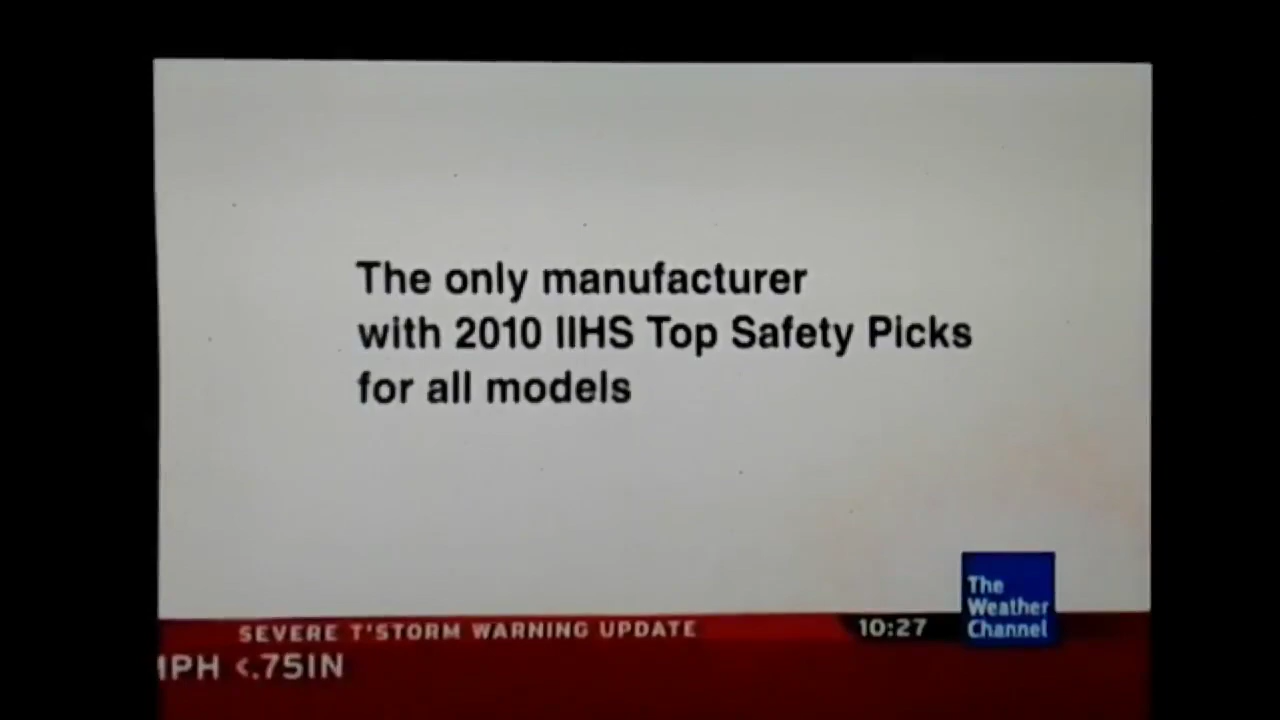 The only manufacturer
with 2010 IIHS Top Safety Picks
for all models
The
Weather
Channel
SEVERE T'STORM WARNING UPDATE
10:27
MPH <.75IN